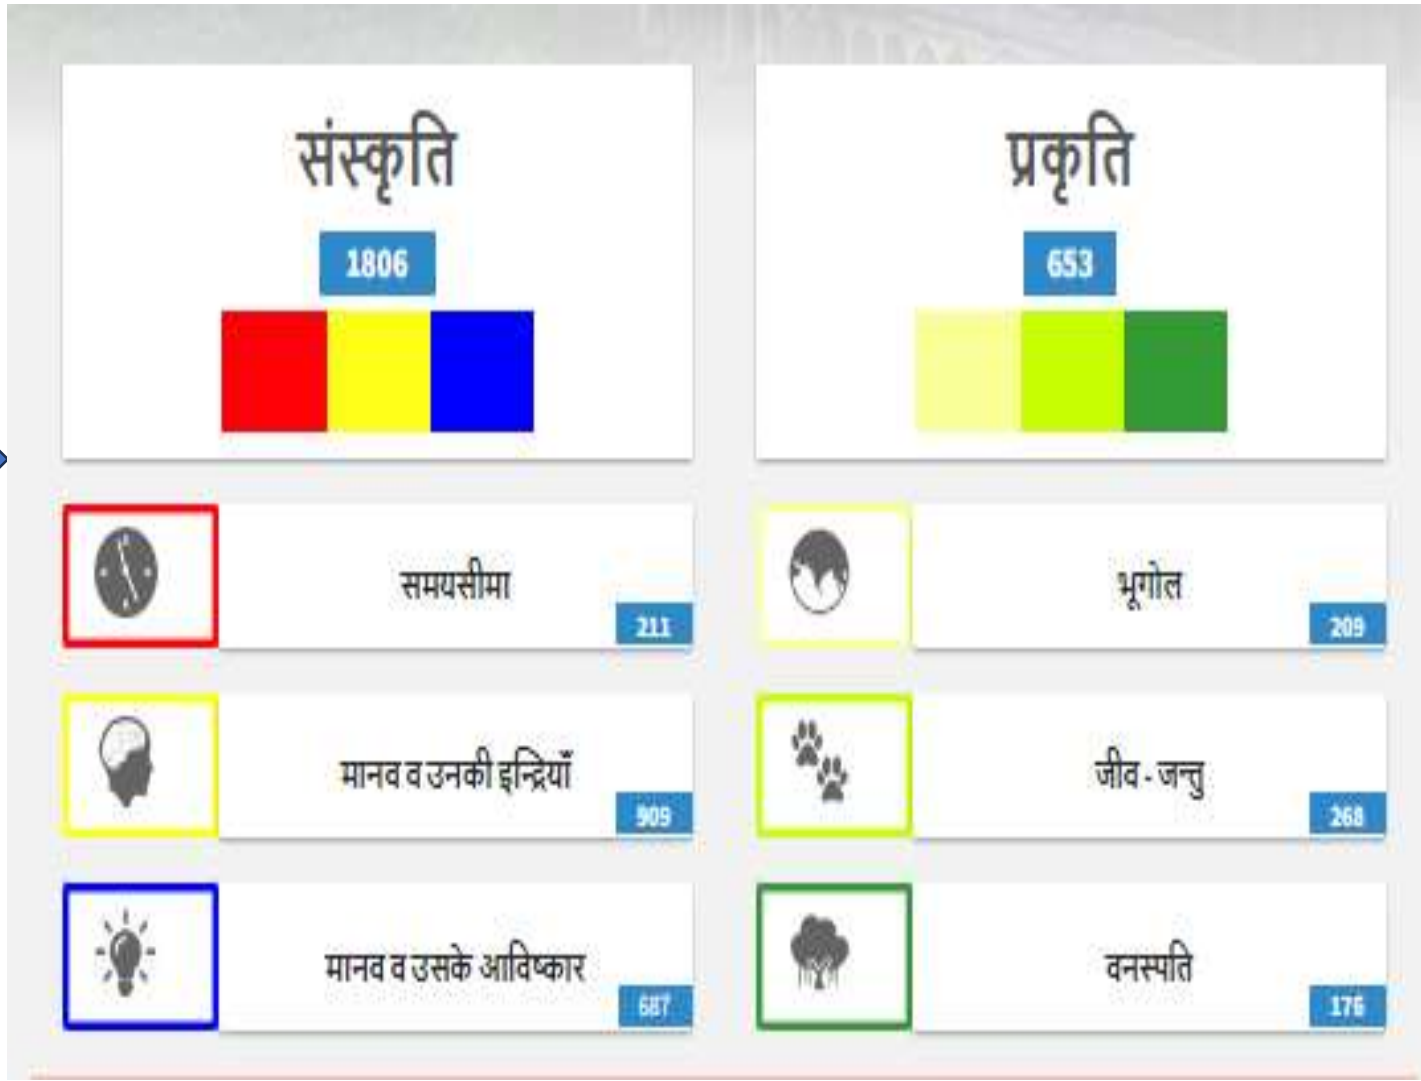 संस्कृति
1806
समयसीमा
211
मानव व उनकी इन्द्रियाँ
909
मानव व उसके आविष्कार
687
प्रकृति
653
भूगोल
209
जीव - जन्तु
268
वनस्पति
176